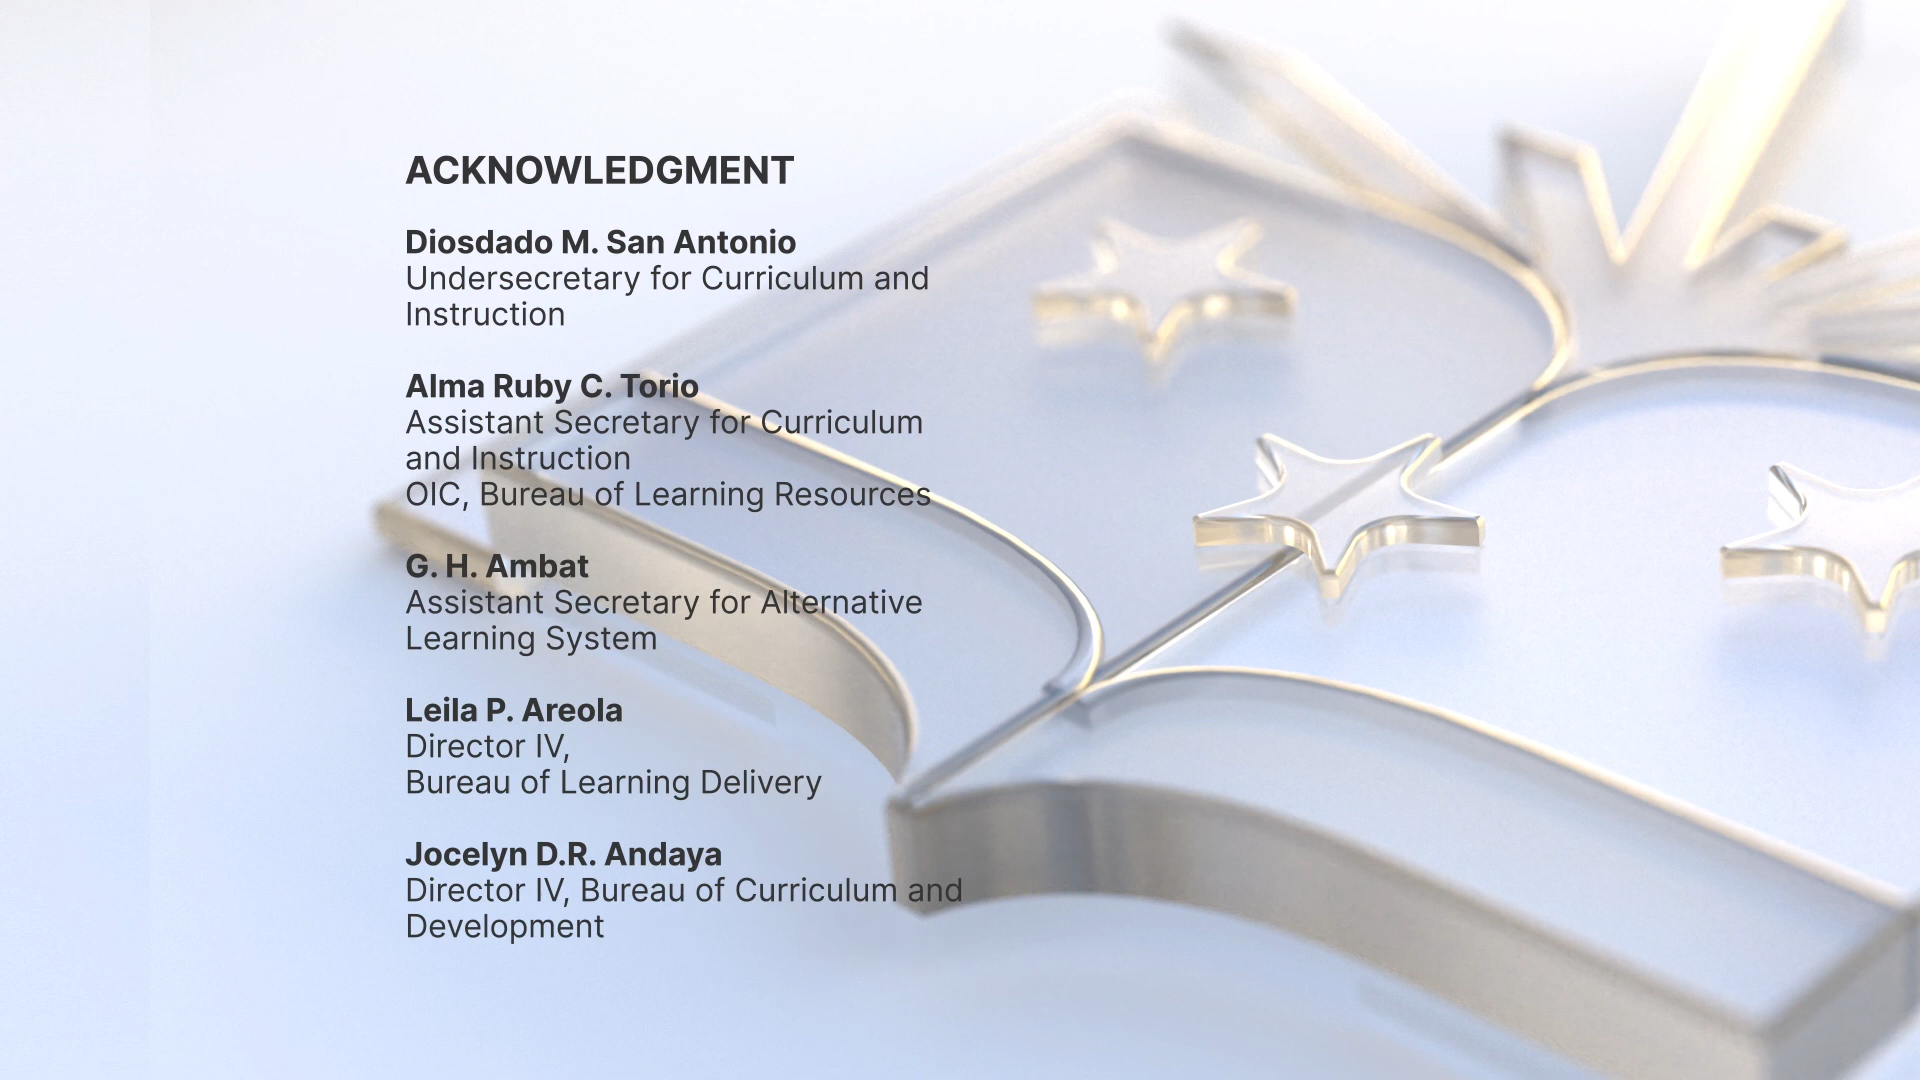 ACKNOWLEDGMENT
Diosdado M. San Antonio
Undersecretary for Curriculum and
Instruction
Alma Ruby C. Torio
Assistant Secretary for Curriculum
and Instruction
OIC, Bureau of Learning Resources
G. H. Ambat
Assistant Secretary for Alternative
Learning System
Leila P. Areola
Director IV,
Bureau of Learning Delivery
Jocelyn D.R. Andaya
Director IV, Bureau of Curriculum and
Development